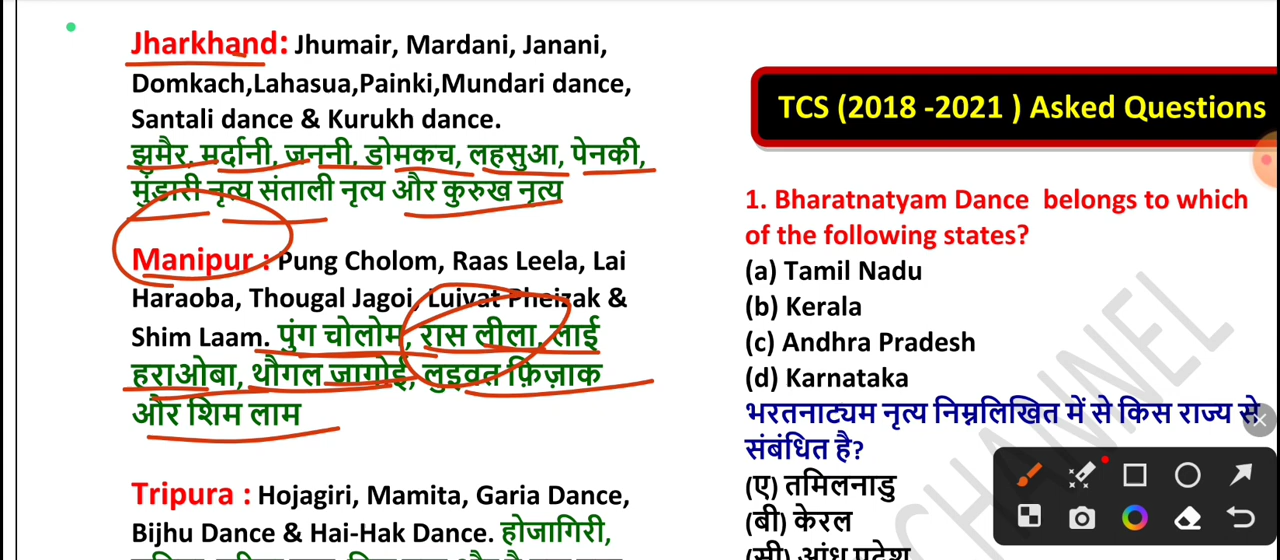 Jharkhand: Jhumair, Mardani, Janani,
Domkach,Lahasua,Painki,Mundari dance,
Santali dance & Kurukh dance.
झुमैर, मर्दानी, जननी, डोमकच, लहसुआ, पेनकी,
मुंडारी नृत्य संताली नृत्य और कुरुख नृत्य
Manipur : Pung Cholom, Raas Leela, Lai
Haraoba, Thougal Jagoi, Luivat Pheizak &
Shim Laam. पुंग चोलोम, रास लीला, लाई
हराओबा, थौगल जागोई, लुइवत फ़िज़ाक
और शिम लाम
Tripura : Hojagiri, Mamita, Garia Dance,
Bijhu Dance & Hai-Hak Dance. होजागिरी,
TCS (2018 -2021 ) Asked Questions
1. Bharatnatyam Dance belongs to which
of the following states?
(a) Tamil Nadu
(b) Kerala
(c) Andhra Pradesh
(d) Karnataka
भरतनाट्यम नृत्य निम्नलिखित में से किस राज्य से
संबंधित है?
(ए) तमिलनाडु
(बी) केरल
(सी) आंध्र प्रदेश
CHANNEL